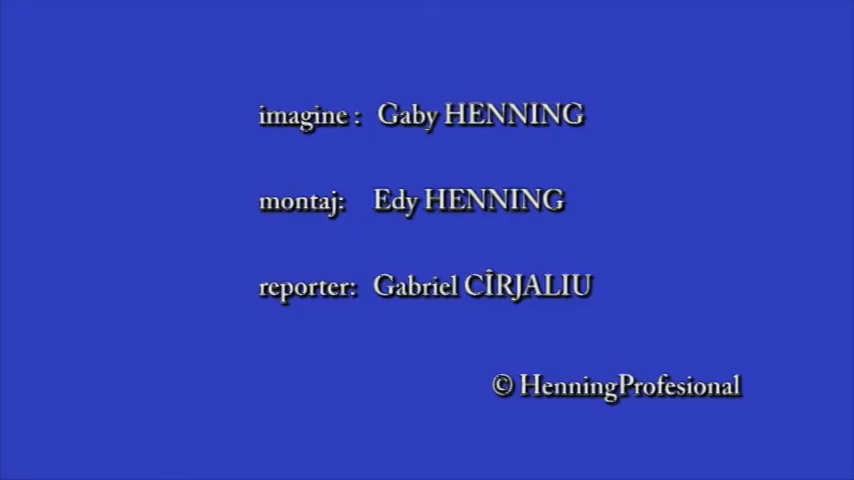 imagine : Gaby HENNING
montaj: Edy HENNING
reporter: Gabriel CÎRJALIU
© HenningProfesional